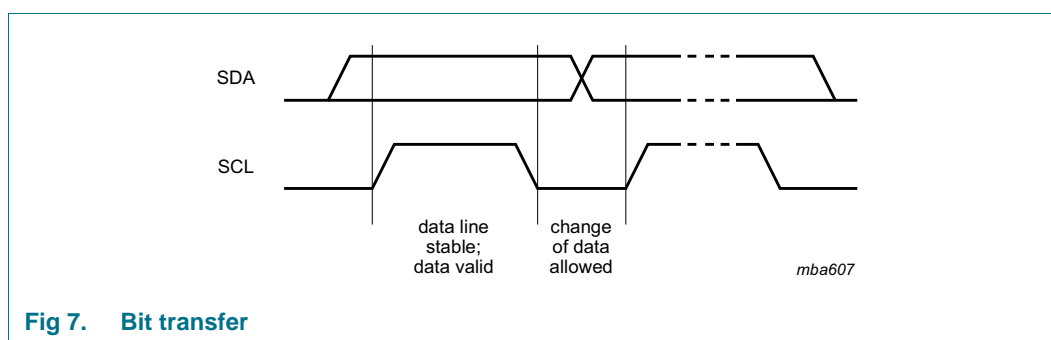 SDA
SCL
data line
stable;
data valid
change
of data
allowed
mba607
Fig 7. Bit transfer